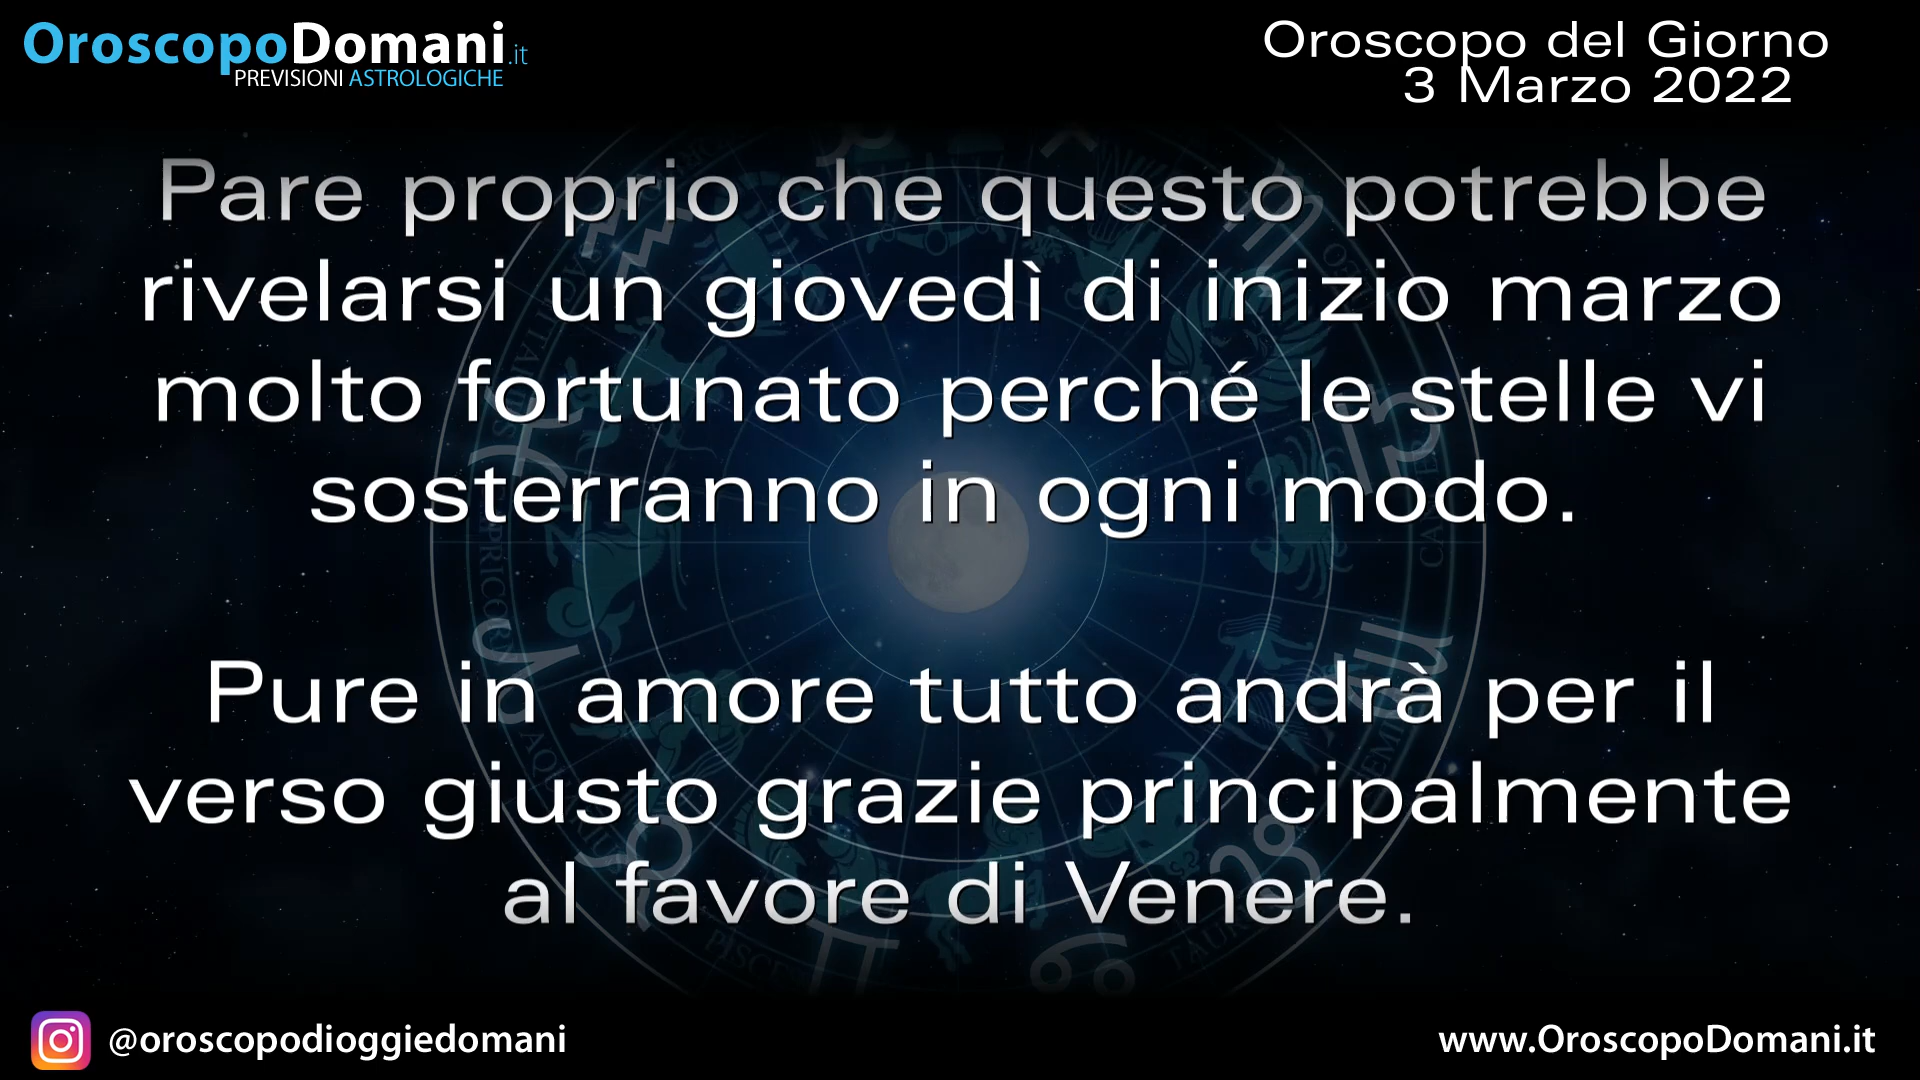 OroscopoDomani.it
PREVISIONI ASTROLOGICHE
Oroscopo del Giorno
3 Marzo 2022
Pare proprio che questo potrebbe
rivelarsi un giovedì di inizio marzo
molto fortunato perché le stelle vi
sosterranno in ogni modo.
Pure in amore tutto andrà per il
verso giusto grazie principalmente
al favore di Venere.
@oroscopodioggiedomani
www.OroscopoDomani.it